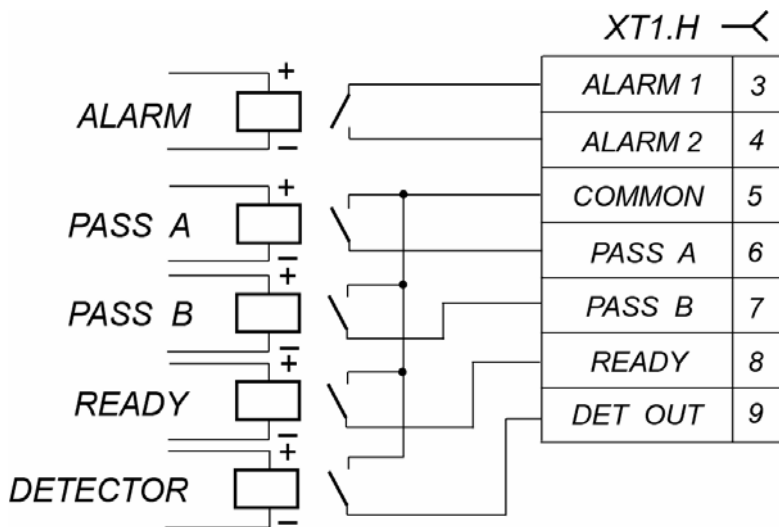 XT1.H
ALARM + −
PASS A + −
PASS B + −
READY + −
DETECTOR + −
ALARM 1 3
ALARM 2 4
COMMON 5
PASS A 6
PASS B 7
READY 8
DET OUT 9